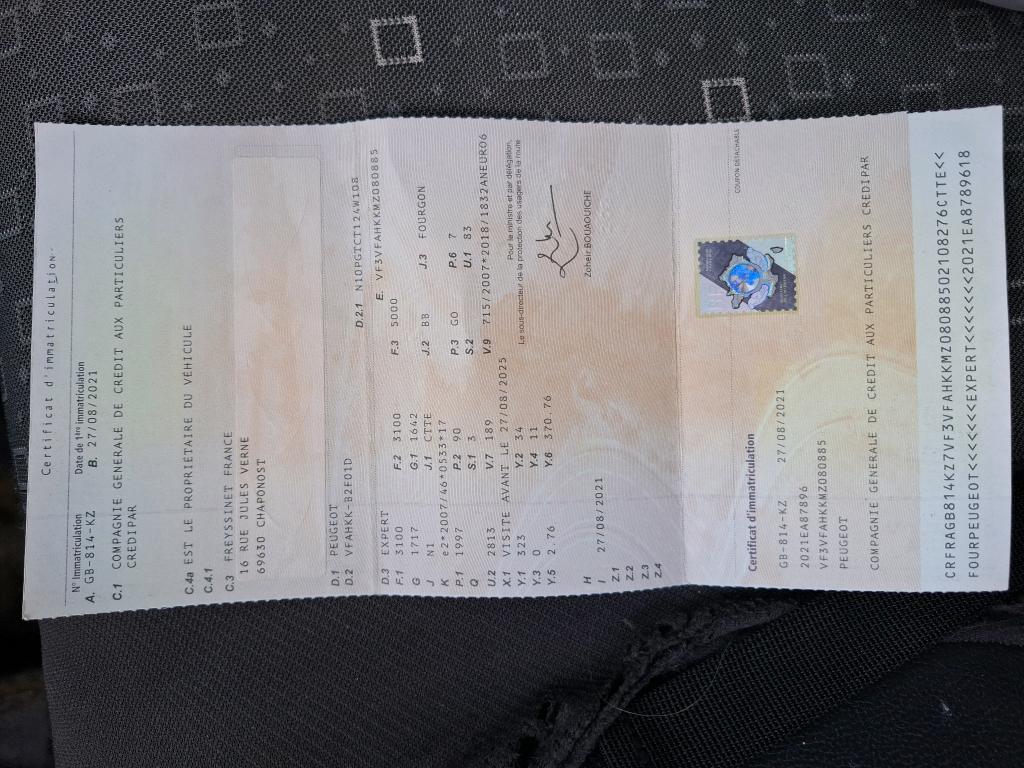 Certificat d'immatriculation
N° Immatriculation Date de 1ère immatriculation
A. GB-814-KZ B. 27/08/2021
C.1 COMPAGNIE GENERALE DE CREDIT AUX PARTICULIERS
CREDIPAR
C.4a EST LE PROPRIÉTAIRE DU VÉHICULE
C.4.1
C.3 FREYSSINET FRANCE
16 RUE JULES VERNE
69630 CHAPONOST
D.1 PEUGEOT
D.2 VFAHKK-B2F01D D.2.1 N10PGTCT124W108
D.3 EXPERT E. VF3VFAHKKMZ080885
F.1 3100 F.2 3100 F.3 5000
G 1717 G.1 1642
J N1 J.1 CTTE J.2 BB J.3 FOURGON
K e2*2007/46*0533*17
P.1 1997 P.2 90 P.3 GO P.6 7
Q S.1 3 S.2 U.1 83
U.2 2813 V.7 189 V.9 715/2007*2018/1832ANEURO6
X.1 VISITE AVANT LE 27/08/2025
Y.1 323 Y.2 34
Y.3 0 Y.4 11
Y.5 2.76 Y.6 370.76
Pour le ministre et par délégation,
Le sous-directeur de la protection des usagers de la route
Zoheir BOUAOUICHE
H
I 27/08/2021
Z.1
Z.2
Z.3
Z.4
COUPON DÉTACHABLE
Certificat d'immatriculation
GB-814-KZ 27/08/2021
2021EA87896
VF3VFAHKKMZ080885
PEUGEOT
COMPAGNIE GENERALE DE CREDIT AUX PARTICULIERS CREDIPAR
CRFRAGB814KZ7VF3VFAHKKMZ08088502108276CTTE<<
FOURPEUGEOT<<<<<<<EXPERT<<<<<<<2021EA8789618